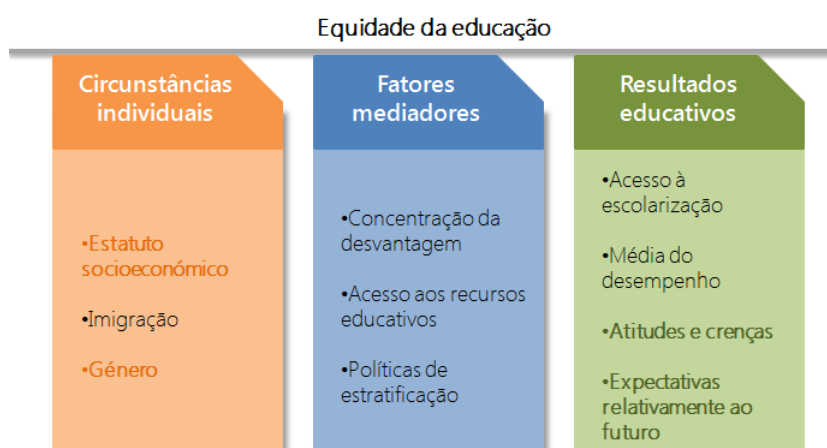 Equidade da educação
Circunstâncias
individuais
•Estatuto
socioeconómico
•Imigração
•Género
Fatores
mediadores
•Concentração da
desvantagem
•Acesso aos recursos
educativos
•Políticas de
estratificação
Resultados
educativos
•Acesso à
escolarização
•Média do
desempenho
•Atitudes e crenças
•Expectativas
relativamente ao
futuro